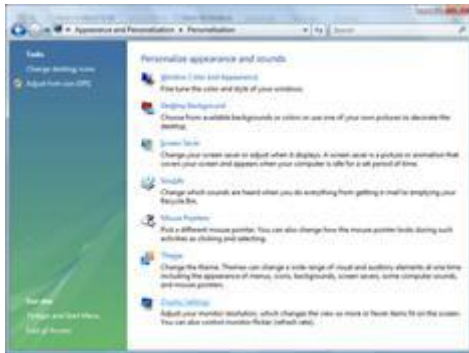 Appearance and Personalization ▸ Personalization
Tasks
Change desktop icons
Adjust font size (DPI)
Personalize appearance and sounds
Window Color and Appearance
Fine tune the color and style of your windows.
Desktop Background
Choose from available backgrounds or colors or use one of your own pictures to decorate the
desktop.
Screen Saver
Change your screen saver or adjust when it displays. A screen saver is a picture or animation that
covers your screen and appears when your computer is idle for a set period of time.
Sounds
Change which sounds are heard when you do everything from getting e-mail to emptying your
Recycle Bin.
Mouse Pointers
Pick a different mouse pointer. You can also change how the mouse pointer looks during such
activities as clicking and selecting.
Theme
Change the theme. Themes can change a wide range of visual and auditory elements at one time
including the appearance of menus, icons, backgrounds, screen savers, some computer sounds,
and mouse pointers.
Display Settings
Adjust your monitor resolution, which changes the view so more or fewer items fit on the screen.
You can also control monitor flicker (refresh rate).
See also
Taskbar and Start Menu
Ease of Access